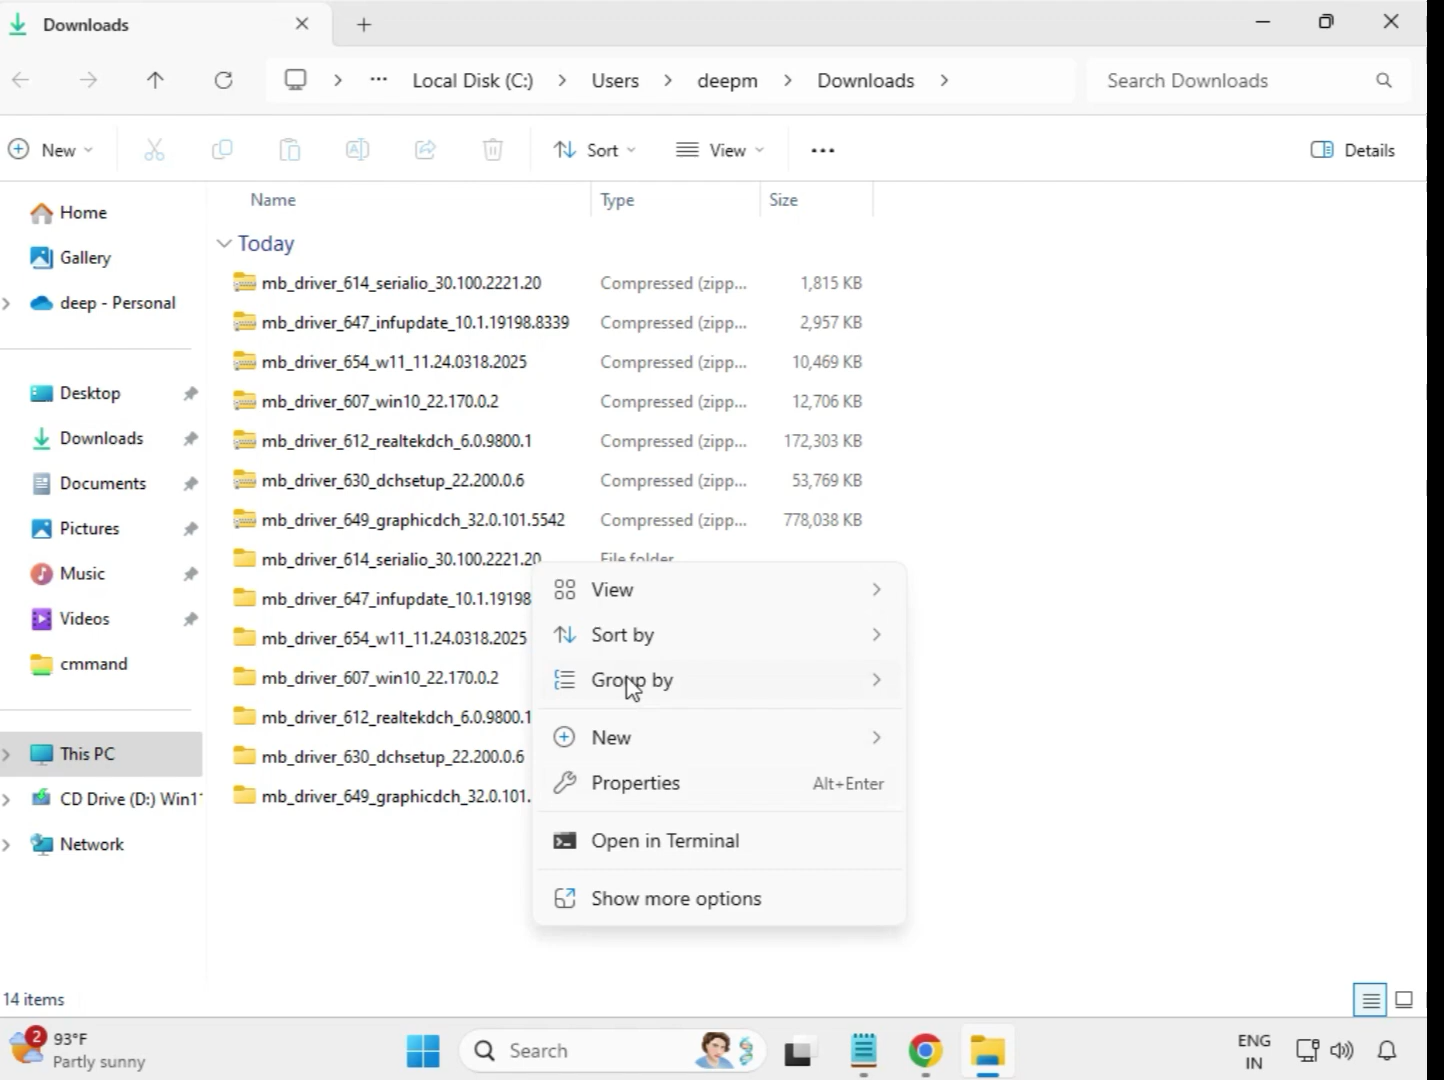 Downloads
Local Disk (C:) > Users > deepm > Downloads >
Search Downloads
New
Sort
View
Details
Name Type Size
Home
Gallery
deep - Personal
Desktop
Downloads
Documents
Pictures
Music
Videos
cmmand
This PC
CD Drive (D:) Win1
Network
Today
mb_driver_614_serialio_30.100.2221.20 Compressed (zipp... 1,815 KB
mb_driver_647_infupdate_10.1.19198.8339 Compressed (zipp... 2,957 KB
mb_driver_654_w11_11.24.0318.2025 Compressed (zipp... 10,469 KB
mb_driver_607_win10_22.170.0.2 Compressed (zipp... 12,706 KB
mb_driver_612_realtekdch_6.0.9800.1 Compressed (zipp... 172,303 KB
mb_driver_630_dchsetup_22.200.0.6 Compressed (zipp... 53,769 KB
mb_driver_649_graphicdch_32.0.101.5542 Compressed (zipp... 778,038 KB
mb_driver_614_serialio_30.100.2221.20 File folder
mb_driver_647_infupdate_10.1.19198
mb_driver_654_w11_11.24.0318.2025
mb_driver_607_win10_22.170.0.2
mb_driver_612_realtekdch_6.0.9800.1
mb_driver_630_dchsetup_22.200.0.6
mb_driver_649_graphicdch_32.0.101.
View
Sort by
Group by
New
Properties Alt+Enter
Open in Terminal
Show more options
14 items
2
93°F
Partly sunny
Search
ENG
IN